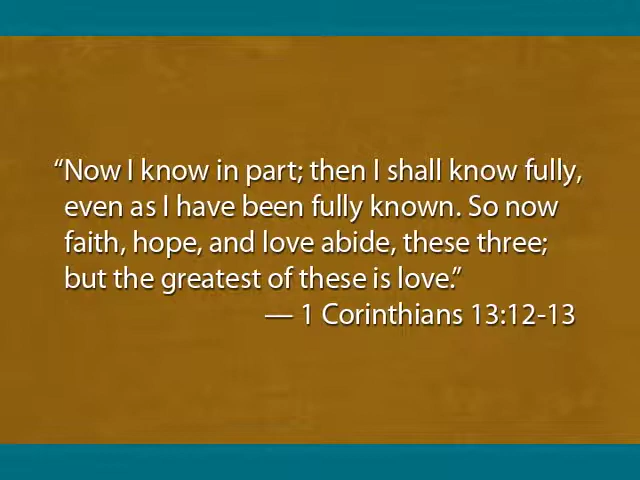 “Now I know in part; then I shall know fully,
even as I have been fully known. So now
faith, hope, and love abide, these three;
but the greatest of these is love.”
— 1 Corinthians 13:12-13